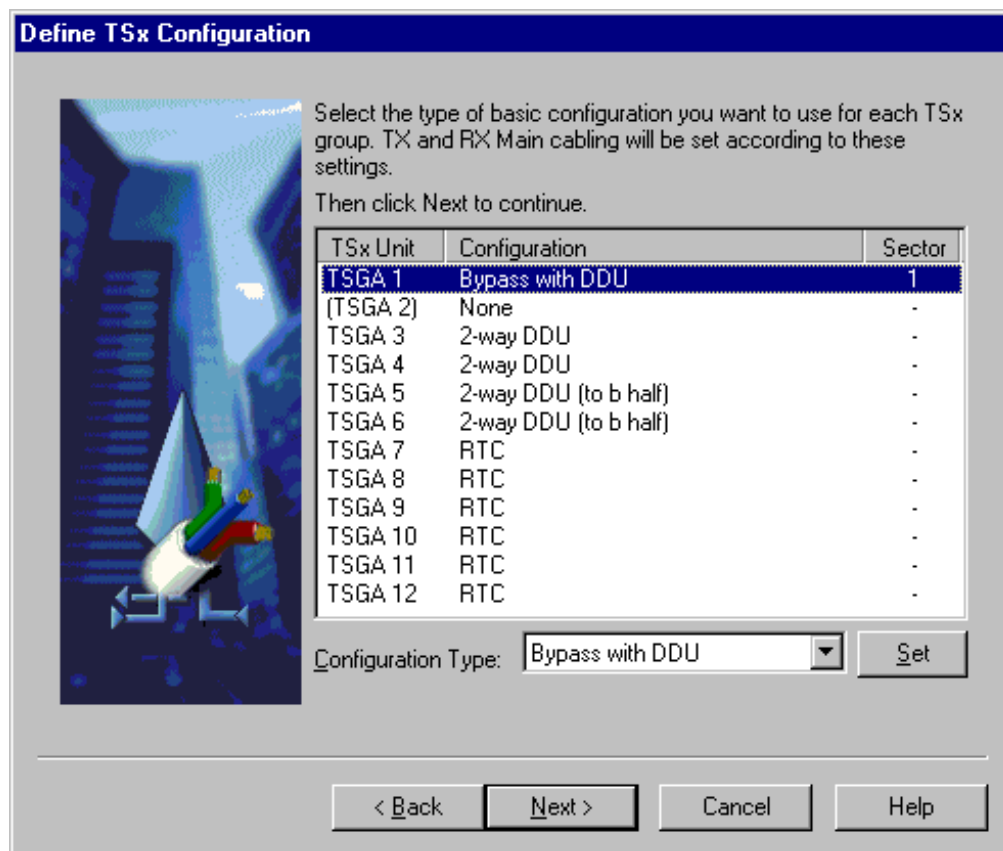 Define TSx Configuration
Select the type of basic configuration you want to use for each TSx
group. TX and RX Main cabling will be set according to these
settings.
Then click Next to continue.
TSx Unit Configuration Sector
TSGA 1 Bypass with DDU 1
(TSGA 2) None -
TSGA 3 2-way DDU -
TSGA 4 2-way DDU -
TSGA 5 2-way DDU (to b half) -
TSGA 6 2-way DDU (to b half) -
TSGA 7 RTC -
TSGA 8 RTC -
TSGA 9 RTC -
TSGA 10 RTC -
TSGA 11 RTC -
TSGA 12 RTC -
Configuration Type: Bypass with DDU Set
< Back Next > Cancel Help